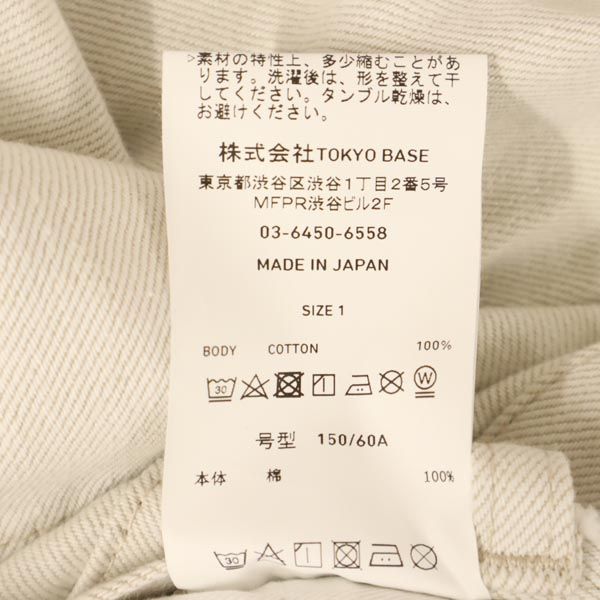 >素材の特性上、多少縮むことがあ
ります。洗濯後は、形を整えて干
してください。タンブル乾燥は、
お避けください。
株式会社TOKYO BASE
東京都渋谷区渋谷1丁目2番5号
MFPR渋谷ビル2F
03-6450-6558
MADE IN JAPAN
SIZE 1
BODY COTTON 100%
30 W
号型 150/60A
本体 棉 100%
30